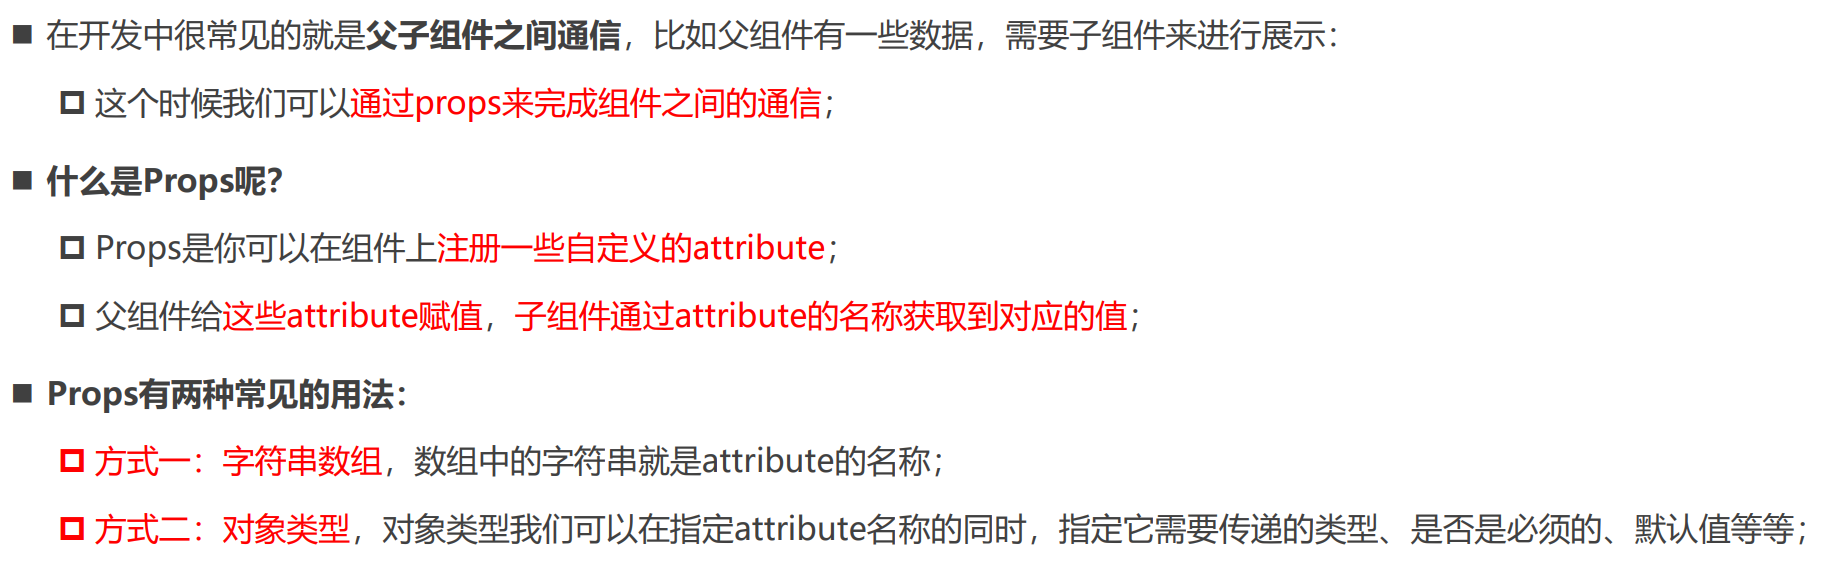 在开发中很常见的就是父子组件之间通信，比如父组件有一些数据，需要子组件来进行展示：
这个时候我们可以通过props来完成组件之间的通信；
什么是Props呢？
Props是你可以在组件上注册一些自定义的attribute；
父组件给这些attribute赋值，子组件通过attribute的名称获取到对应的值；
Props有两种常见的用法：
方式一：字符串数组，数组中的字符串就是attribute的名称；
方式二：对象类型，对象类型我们可以在指定attribute名称的同时，指定它需要传递的类型、是否是必须的、默认值等等；